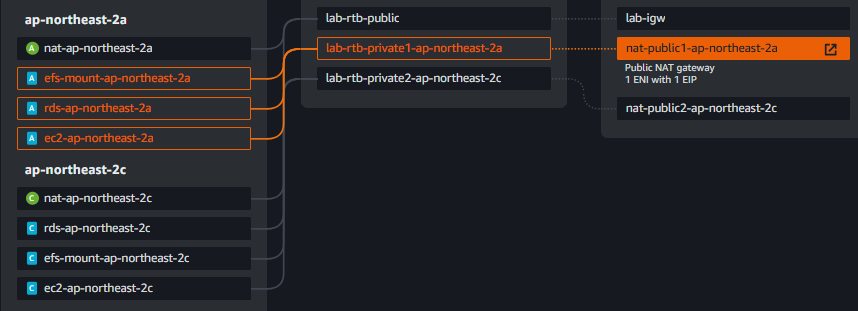 ap-northeast-2a
A nat-ap-northeast-2a
A efs-mount-ap-northeast-2a
A rds-ap-northeast-2a
A ec2-ap-northeast-2a
ap-northeast-2c
C nat-ap-northeast-2c
C rds-ap-northeast-2c
C efs-mount-ap-northeast-2c
C ec2-ap-northeast-2c
lab-rtb-public
lab-rtb-private1-ap-northeast-2a
lab-rtb-private2-ap-northeast-2c
lab-igw
nat-public1-ap-northeast-2a
Public NAT gateway
1 ENI with 1 EIP
nat-public2-ap-northeast-2c